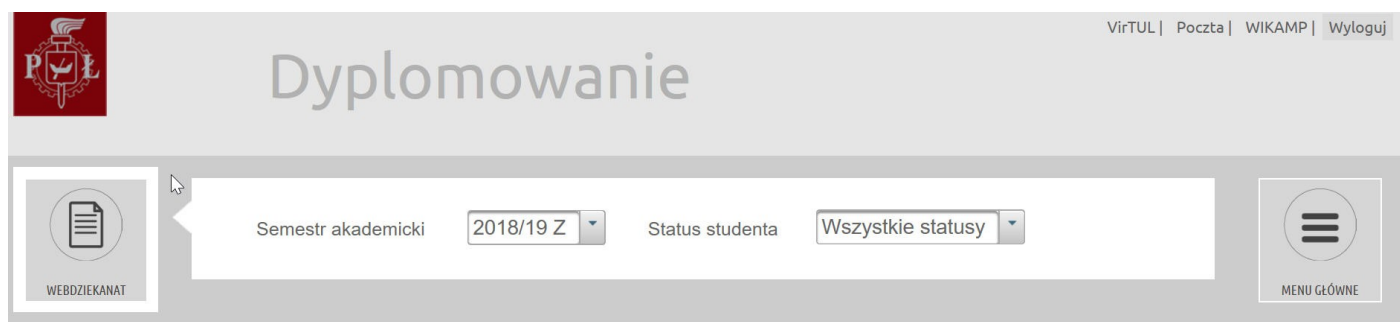 VirTUL | Poczta | WIKAMP | Wyloguj
P Ł
Dyplomowanie
Semestr akademicki 2018/19 Z Status studenta Wszystkie statusy
WEBDZIEKANAT
MENU GŁÓWNE